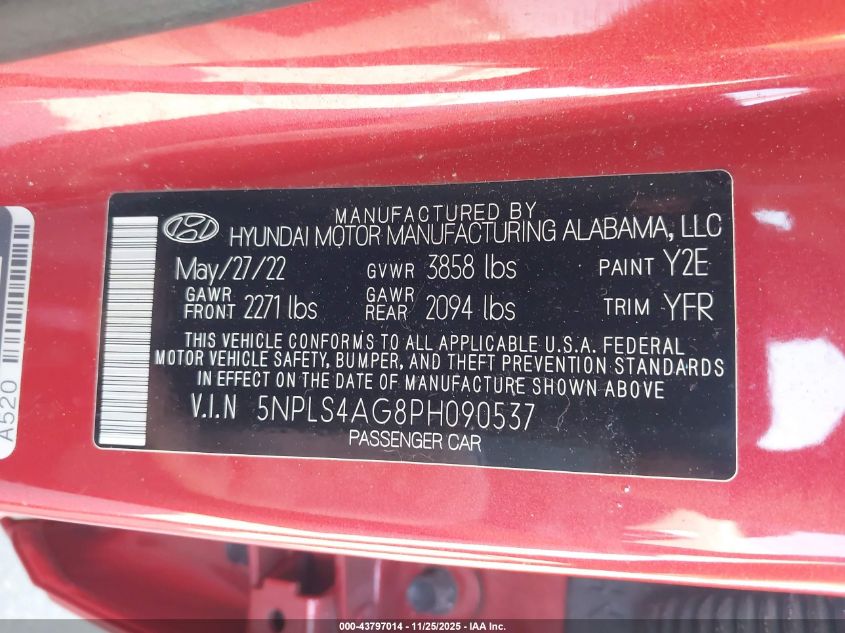 MANUFACTURED BY
HYUNDAI MOTOR MANUFACTURING ALABAMA, LLC
May/27/22 GVWR 3858 lbs PAINT Y2E
GAWR FRONT 2271 lbs GAWR REAR 2094 lbs TRIM YFR
THIS VEHICLE CONFORMS TO ALL APPLICABLE U.S.A. FEDERAL
MOTOR VEHICLE SAFETY, BUMPER, AND THEFT PREVENTION STANDARDS
IN EFFECT ON THE DATE OF MANUFACTURE SHOWN ABOVE
V.I.N 5NPLS4AG8PH090537
PASSENGER CAR
A520
000-43797014 - 11/25/2025 - IAA, Inc.